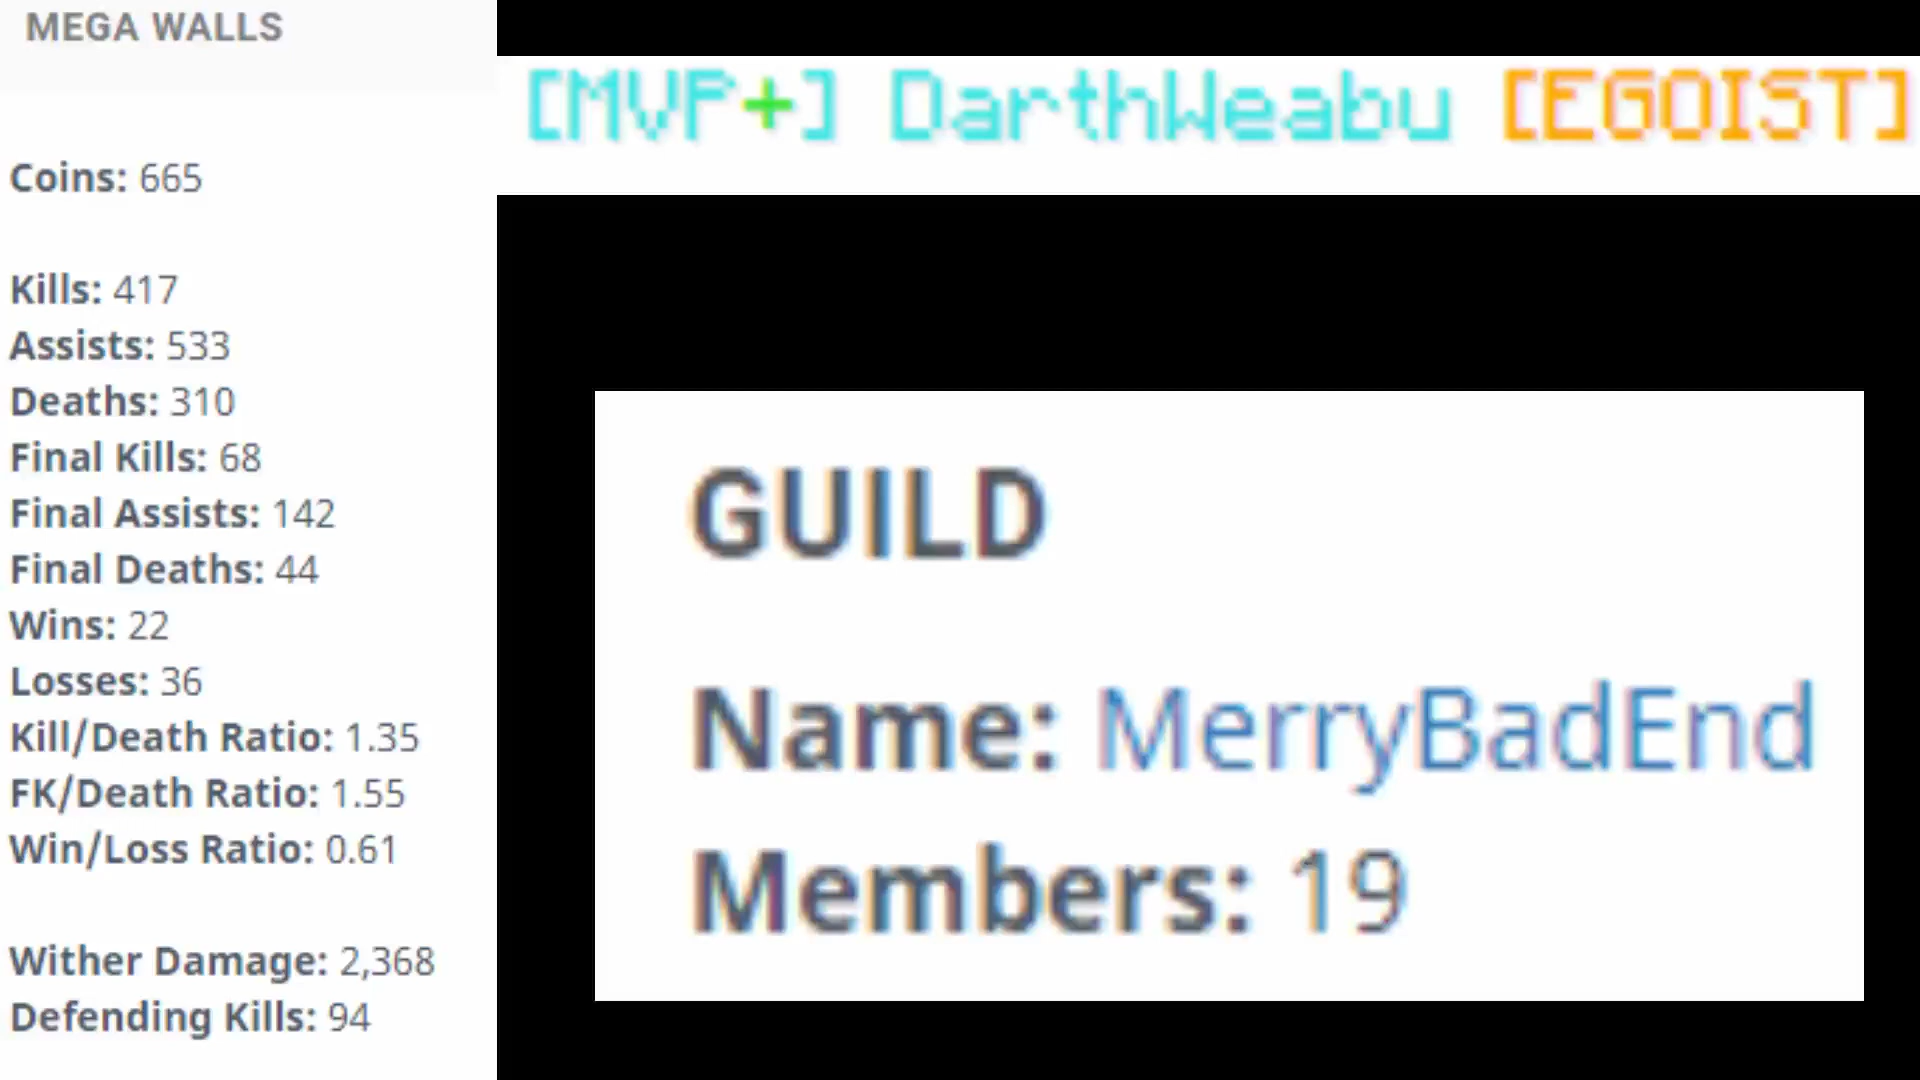 MEGA WALLS
Coins: 665
Kills: 417
Assists: 533
Deaths: 310
Final Kills: 68
Final Assists: 142
Final Deaths: 44
Wins: 22
Losses: 36
Kill/Death Ratio: 1.35
FK/Death Ratio: 1.55
Win/Loss Ratio: 0.61
Wither Damage: 2,368
Defending Kills: 94
[MVP+] DarthWeabu [EGOIST]
GUILD
Name: MerryBadEnd
Members: 19